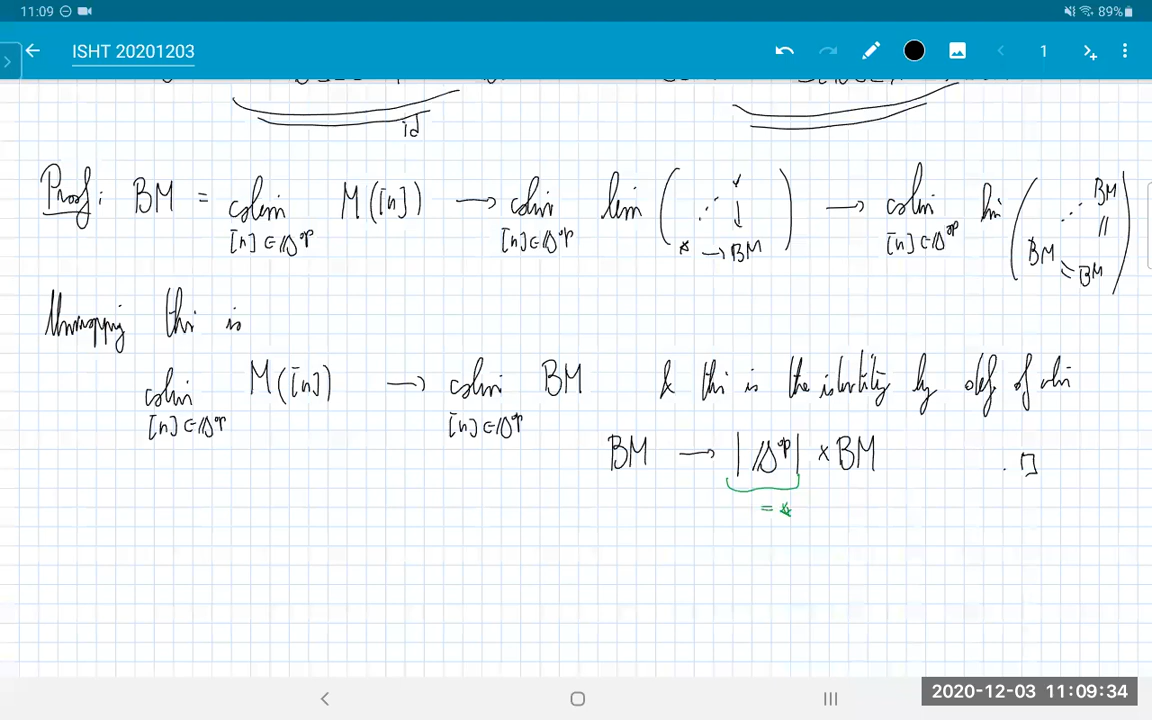 11:09 89%
ISHT 20201203 1
id
Proof: BM = colim M([n]) → colim lim ( ⋰ ↓ * → BM ) → colim lim ( BM ⋰ || BM = BM )
[n]∈Δ^op [n]∈Δ^op [n]∈Δ^op
Unwrapping this is
colim M([n]) → colim BM & this is the identity by def of colim
[n]∈Δ^op [n]∈Δ^op
BM → |Δ^op| × BM . □
= *
2020-12-03 11:09:34